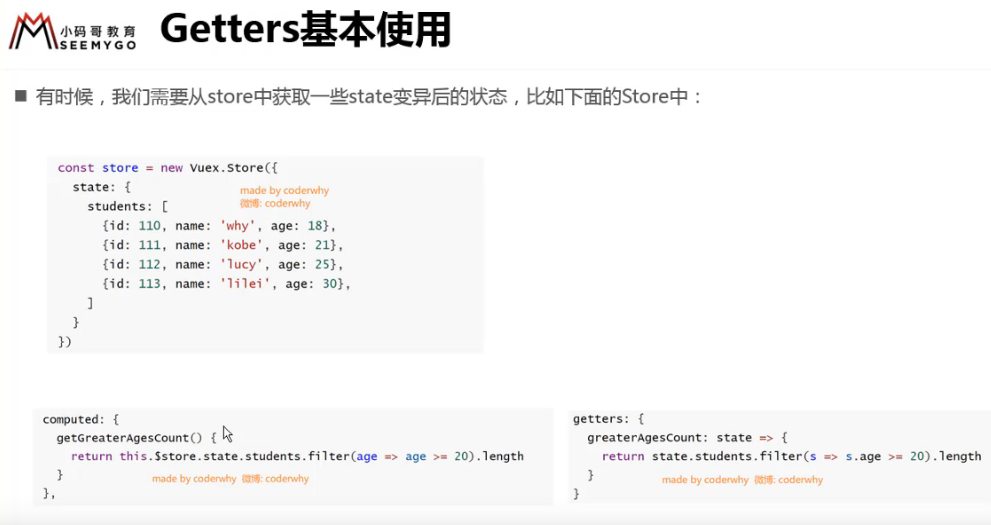 小码哥教育
SEEMYGO
Getters基本使用
有时候，我们需要从store中获取一些state变异后的状态，比如下面的Store中：
const store = new Vuex.Store({
state: {
made by coderwhy
微博: coderwhy
students: [
{id: 110, name: 'why', age: 18},
{id: 111, name: 'kobe', age: 21},
{id: 112, name: 'lucy', age: 25},
{id: 113, name: 'lilei', age: 30},
]
}
})
computed: {
getGreaterAgesCount() {
return this.$store.state.students.filter(age => age >= 20).length
}
made by coderwhy 微博: coderwhy
},
getters: {
greaterAgesCount: state => {
return state.students.filter(s => s.age >= 20).length
}
made by coderwhy 微博: coderwhy
}